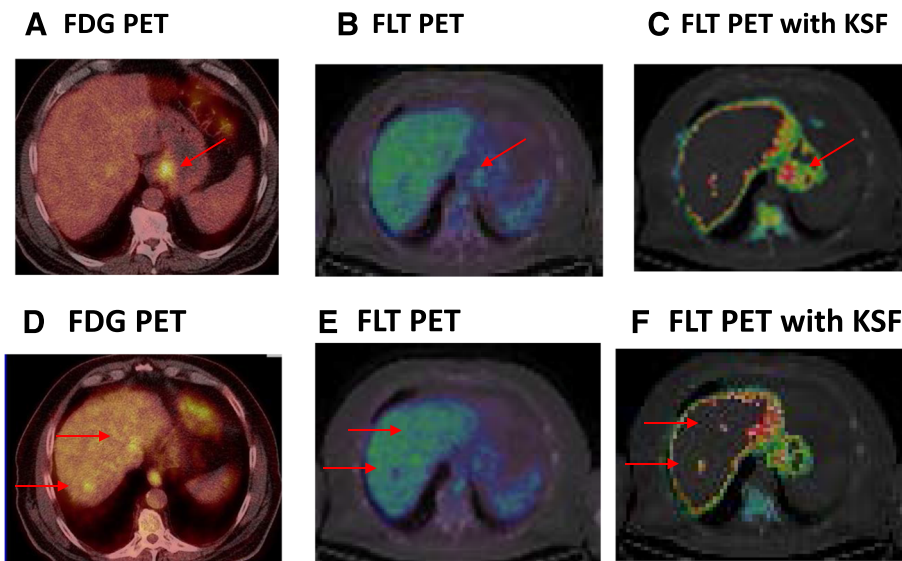 A FDG PET
B FLT PET
C FLT PET with KSF
D FDG PET
E FLT PET
F FLT PET with KSF